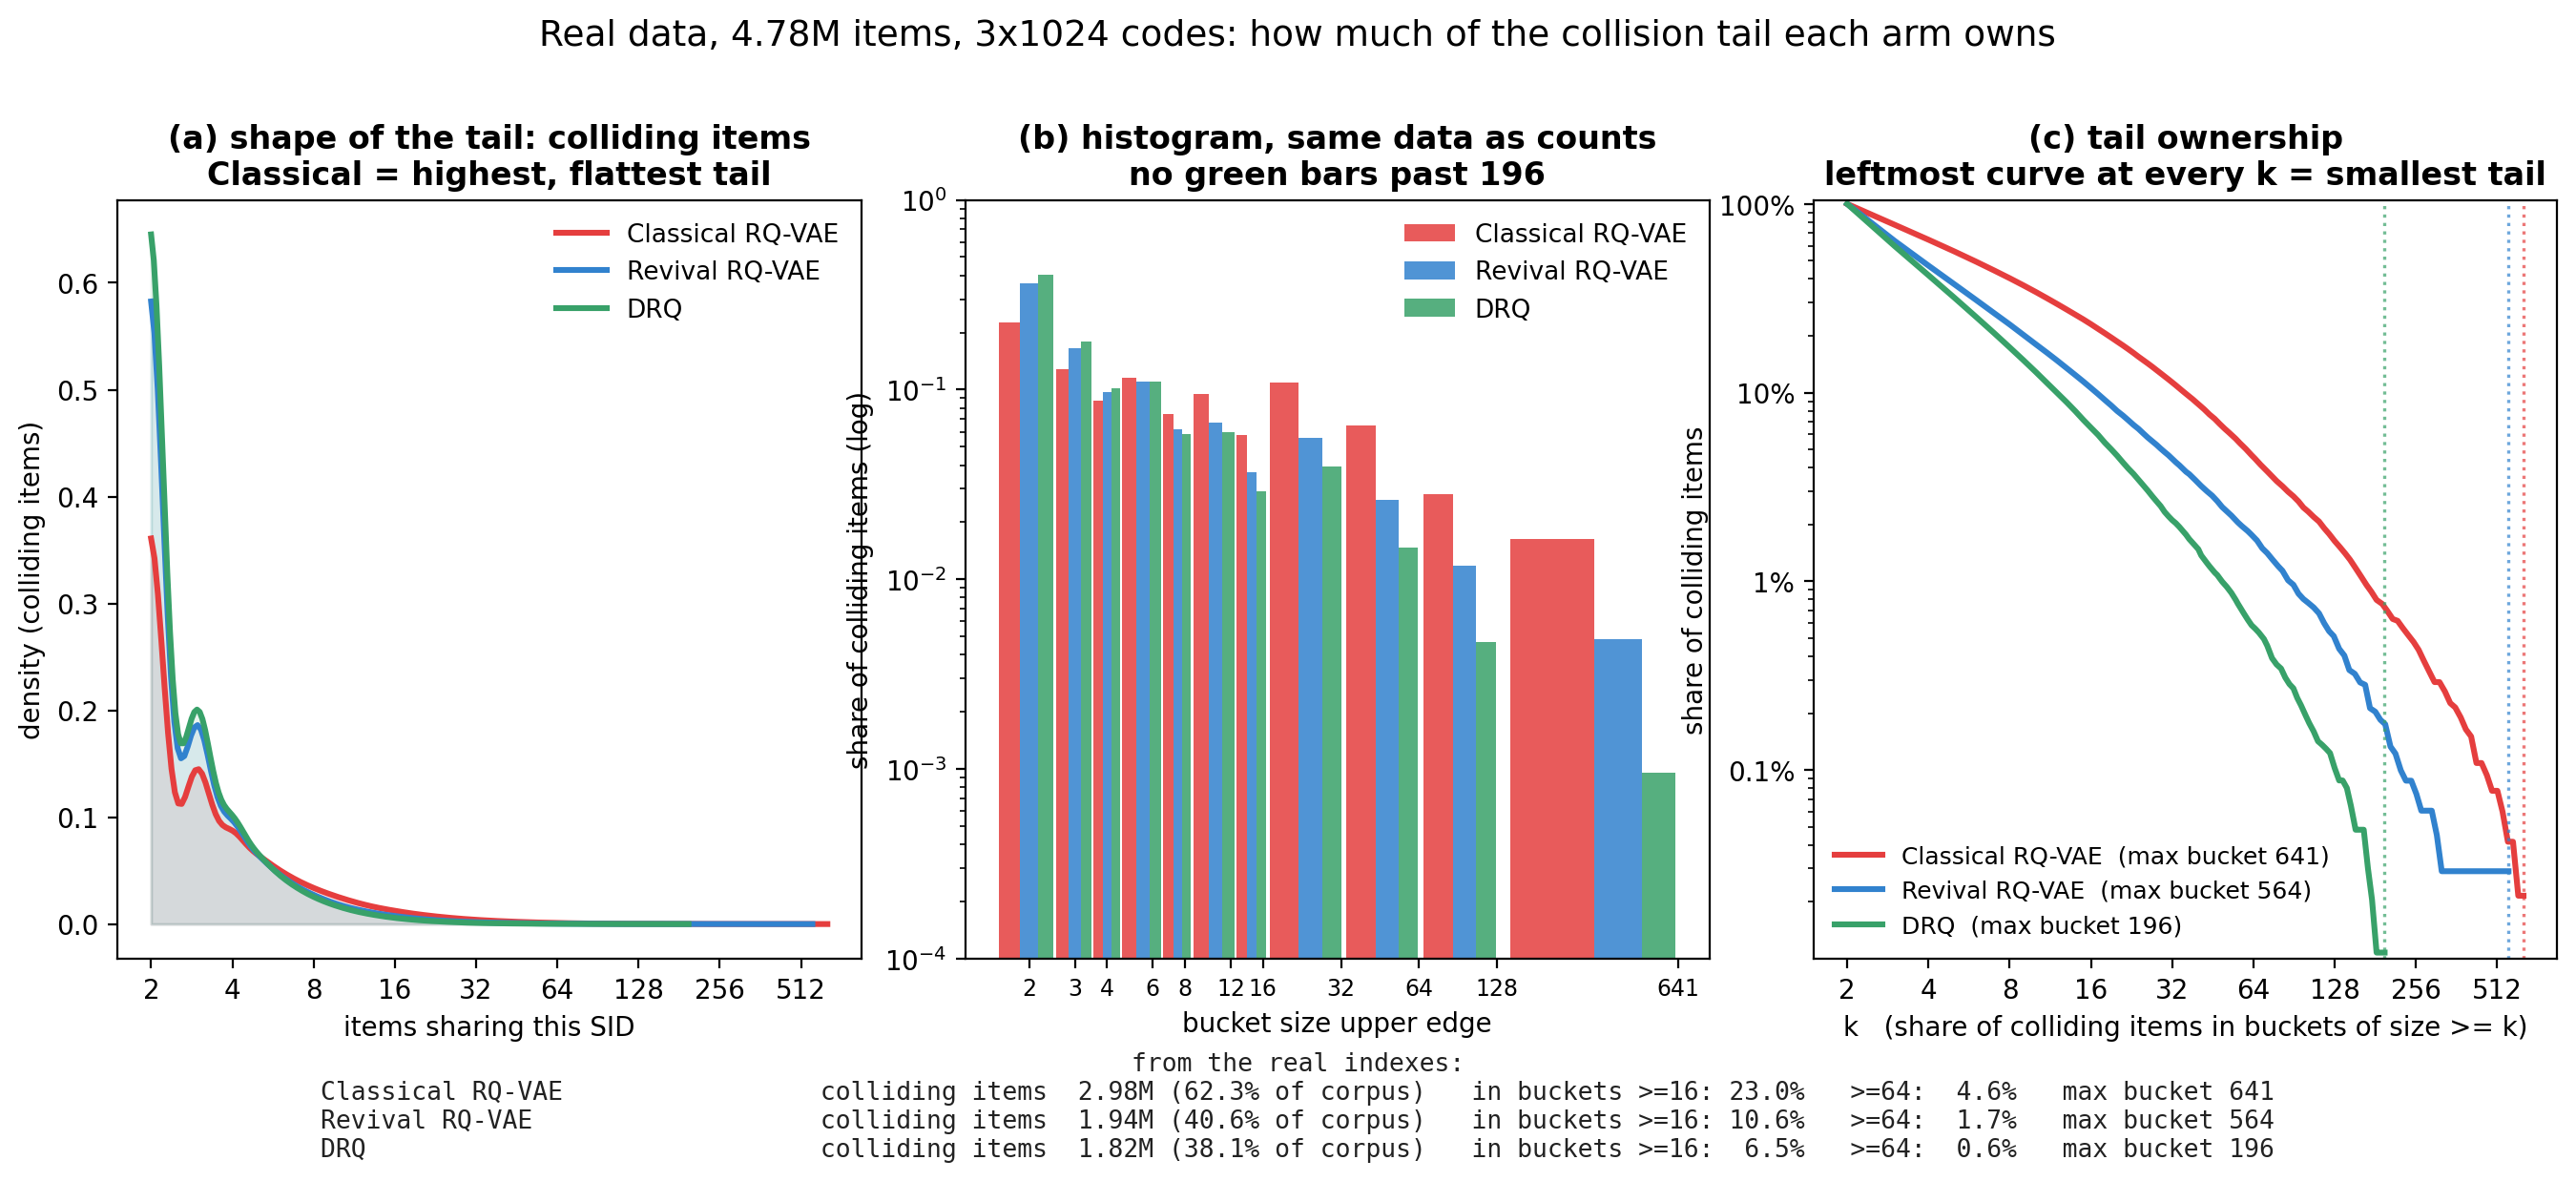 Real data, 4.78M items, 3x1024 codes: how much of the collision tail each arm owns
(a) shape of the tail: colliding items
Classical = highest, flattest tail
density (colliding items)
0.6
0.5
0.4
0.3
0.2
0.1
0.0
Classical RQ-VAE
Revival RQ-VAE
DRQ
2 4 8 16 32 64 128 256 512
items sharing this SID
(b) histogram, same data as counts
no green bars past 196
share of colliding items (log)
10⁰
10⁻¹
10⁻²
10⁻³
10⁻⁴
Classical RQ-VAE
Revival RQ-VAE
DRQ
2 3 4 6 8 12 16 32 64 128 641
bucket size upper edge
(c) tail ownership
leftmost curve at every k = smallest tail
share of colliding items
100%
10%
1%
0.1%
Classical RQ-VAE (max bucket 641)
Revival RQ-VAE (max bucket 564)
DRQ (max bucket 196)
2 4 8 16 32 64 128 256 512
k (share of colliding items in buckets of size >= k)
from the real indexes:
Classical RQ-VAE colliding items 2.98M (62.3% of corpus) in buckets >=16: 23.0% >=64: 4.6% max bucket 641
Revival RQ-VAE colliding items 1.94M (40.6% of corpus) in buckets >=16: 10.6% >=64: 1.7% max bucket 564
DRQ colliding items 1.82M (38.1% of corpus) in buckets >=16: 6.5% >=64: 0.6% max bucket 196